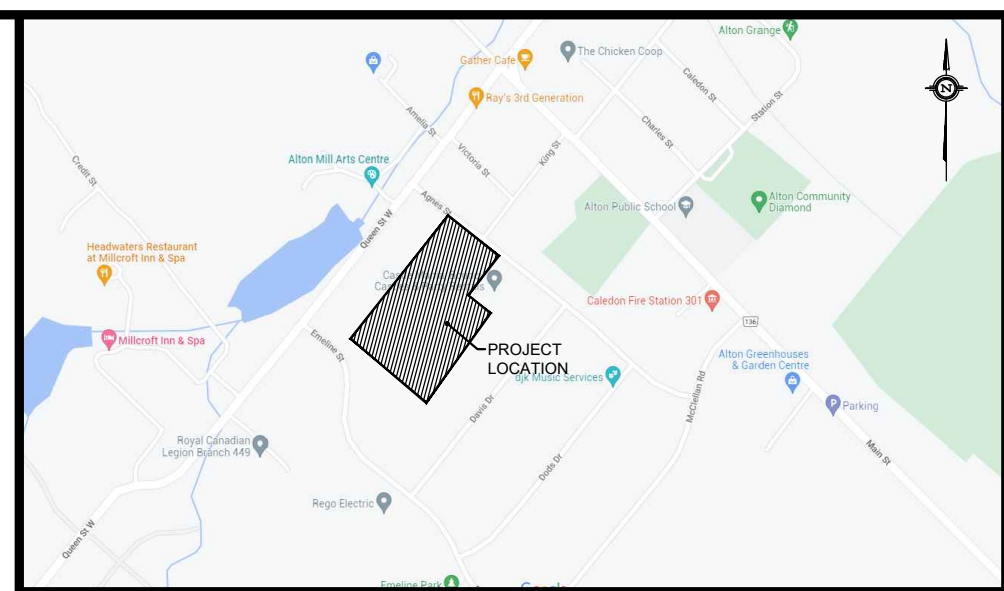 Alton Grange
The Chicken Coop
N
Gather Cafe
Ray's 3rd Generation
Caledon St
Station St
Amelia St
Charles St
Victoria St
King St
Credit St
Alton Mill Arts Centre
Agnes St
Alton Public School
Alton Community
Diamond
Queen St W
Headwaters Restaurant
at Millcroft Inn & Spa
Caledon Fire Station 301
136
Millcroft Inn & Spa
Emeline St
PROJECT
LOCATION
djk Music Services
Alton Greenhouses
& Garden Centre
McClellan Rd
Parking
Davis Dr
Royal Canadian
Legion Branch 449
Main St
Dods Dr
Rego Electric
Queen St W
Emeline Park